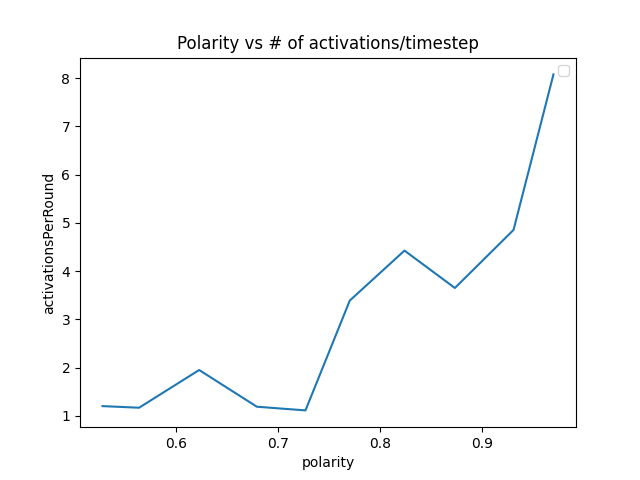 Polarity vs # of activations/timestep
8
7
6
5
4
3
2
1
activationsPerRound
0.6 0.7 0.8 0.9
polarity